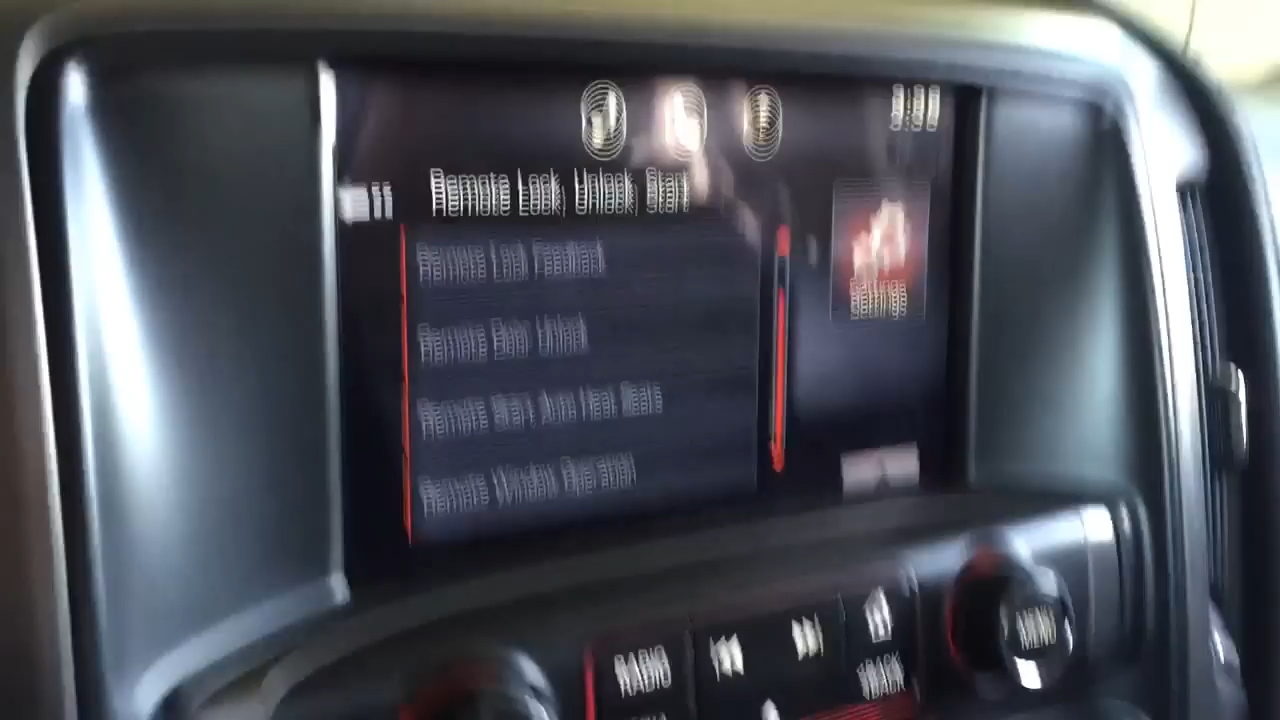 Remote Lock, Unlock, Start
Remote Lock Feedback
Remote Door Unlock
Remote Start Auto Heat Seats
Remote Window Operation
Settings
RADIO
BACK
MENU